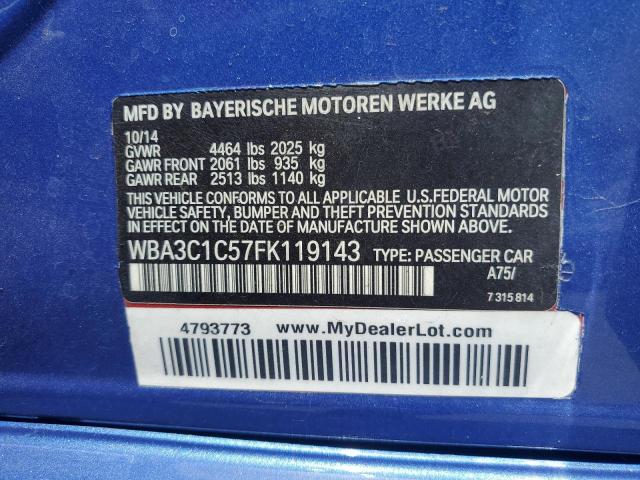 MFD BY BAYERISCHE MOTOREN WERKE AG
10/14
GVWR 4464 lbs 2025 kg
GAWR FRONT 2061 lbs 935 kg
GAWR REAR 2513 lbs 1140 kg
THIS VEHICLE CONFORMS TO ALL APPLICABLE U.S.FEDERAL MOTOR
VEHICLE SAFETY, BUMPER AND THEFT PREVENTION STANDARDS
IN EFFECT ON THE DATE OF MANUFACTURE SHOWN ABOVE.
WBA3C1C57FK119143 TYPE: PASSENGER CAR
A75/
7 315 814
4793773 www.MyDealerLot.com